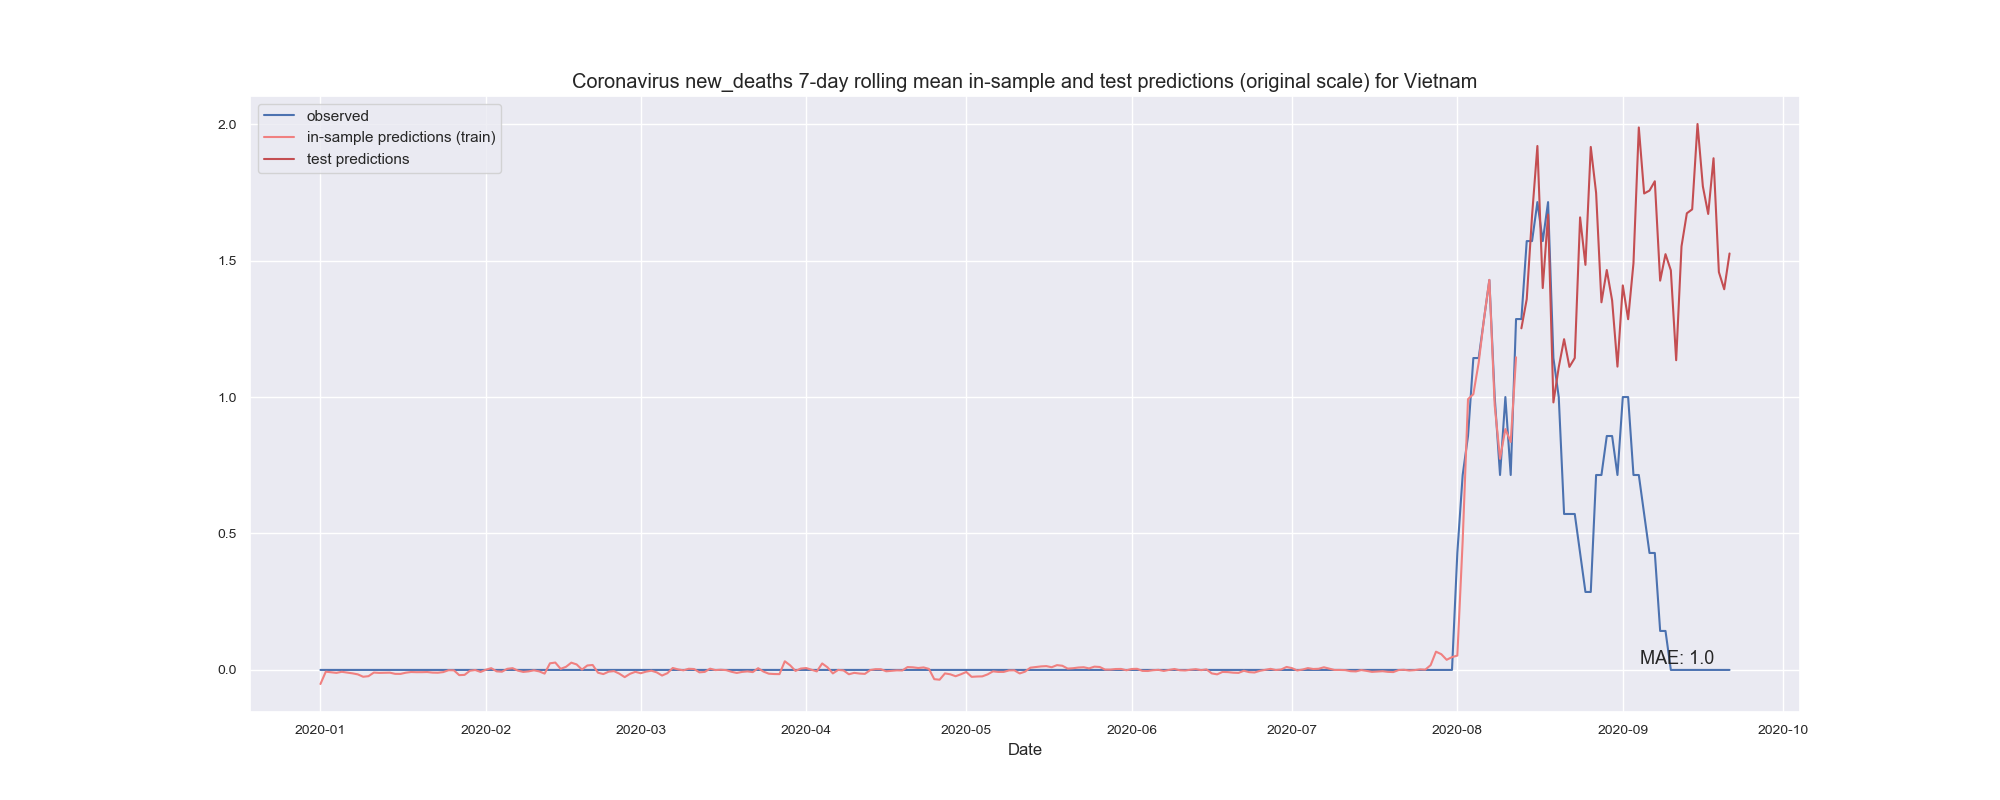 Coronavirus new_deaths 7-day rolling mean in-sample and test predictions (original scale) for Vietnam
observed
in-sample predictions (train)
test predictions
2.0
1.5
1.0
0.5
0.0
MAE: 1.0
2020-01 2020-02 2020-03 2020-04 2020-05 2020-06 2020-07 2020-08 2020-09 2020-10
Date